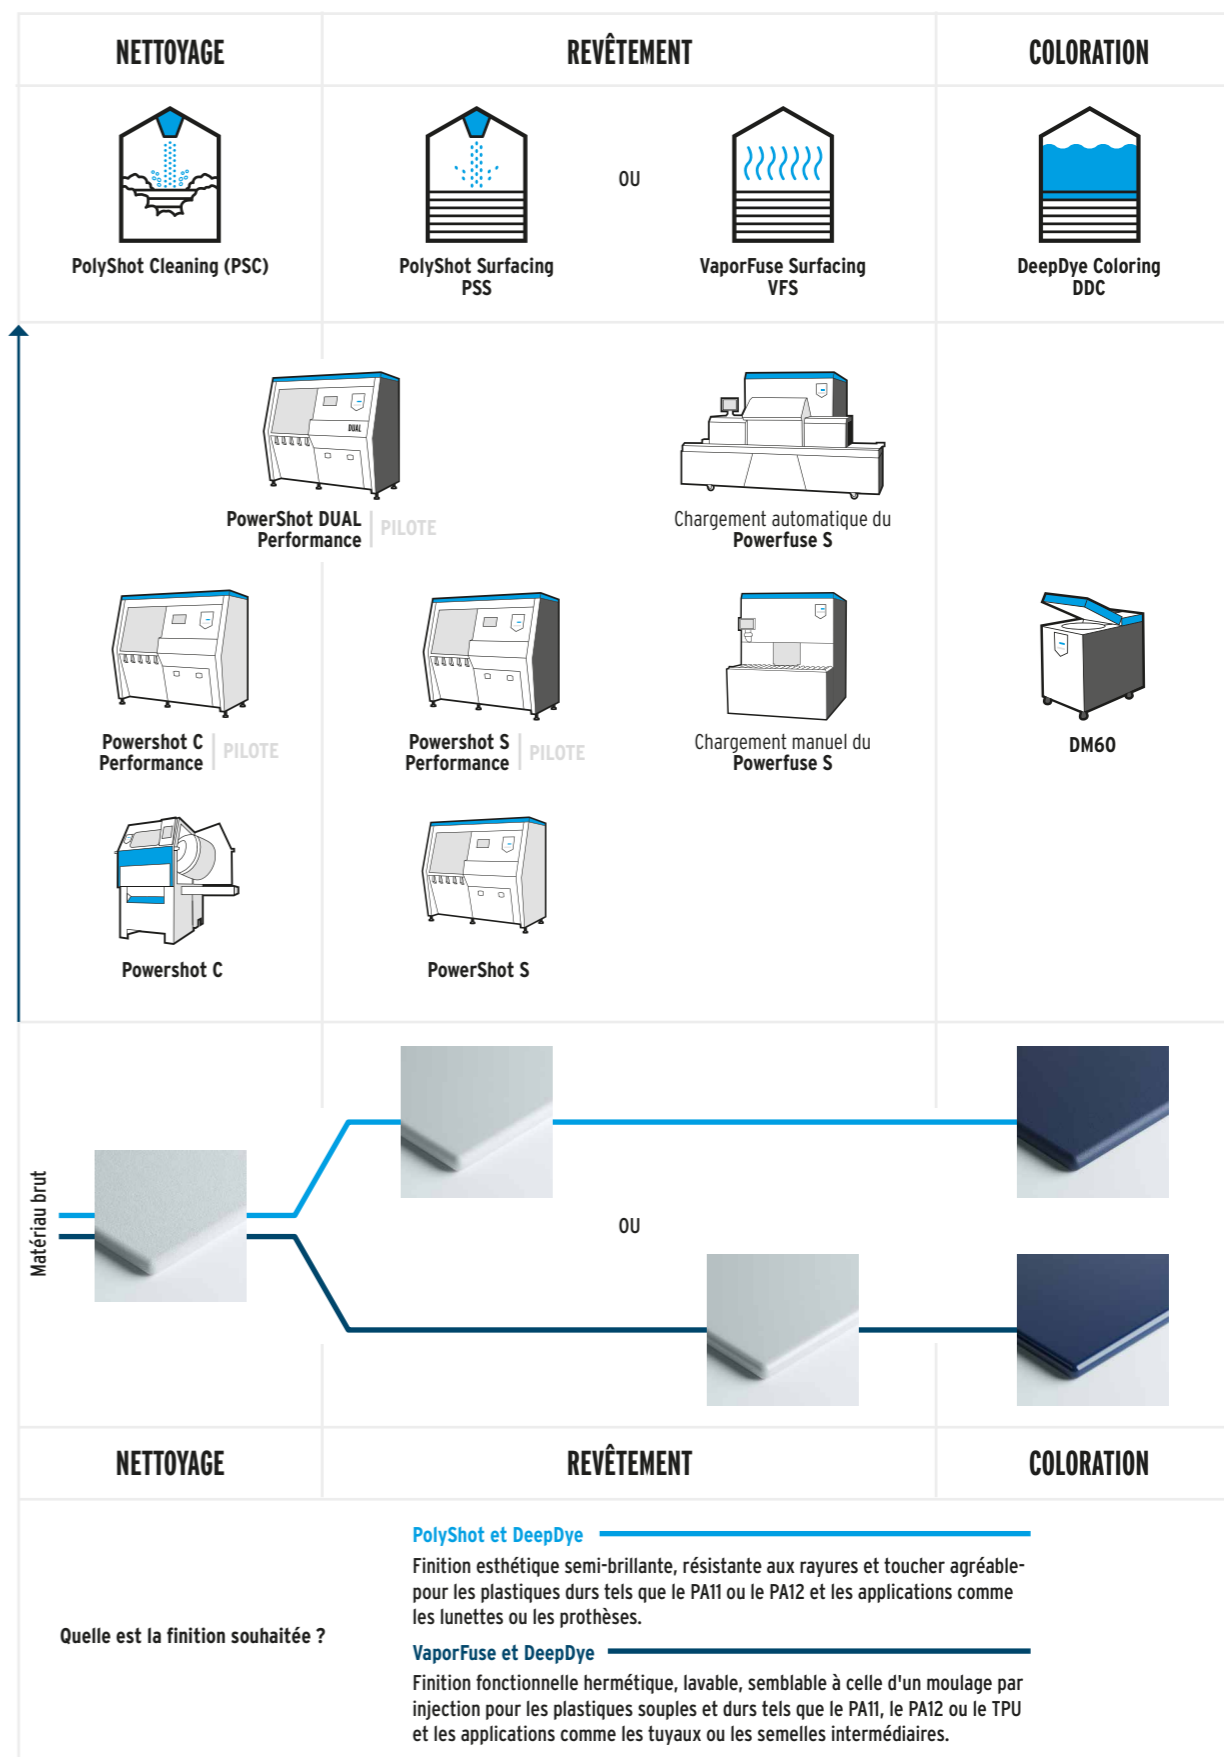 NETTOYAGE
REVÊTEMENT
COLORATION
PolyShot Cleaning (PSC)
PolyShot Surfacing
PSS
OU
VaporFuse Surfacing
VFS
DeepDye Coloring
DDC
DUAL
PowerShot DUAL
Performance
PILOTE
Chargement automatique du
Powerfuse S
Powershot C
Performance
PILOTE
Powershot S
Performance
PILOTE
Chargement manuel du
Powerfuse S
DM60
Powershot C
PowerShot S
Matériau brut
OU
NETTOYAGE
REVÊTEMENT
COLORATION
Quelle est la finition souhaitée ?
PolyShot et DeepDye
Finition esthétique semi-brillante, résistante aux rayures et toucher agréable-
pour les plastiques durs tels que le PA11 ou le PA12 et les applications comme
les lunettes ou les prothèses.
VaporFuse et DeepDye
Finition fonctionnelle hermétique, lavable, semblable à celle d'un moulage par
injection pour les plastiques souples et durs tels que le PA11, le PA12 ou le TPU
et les applications comme les tuyaux ou les semelles intermédiaires.